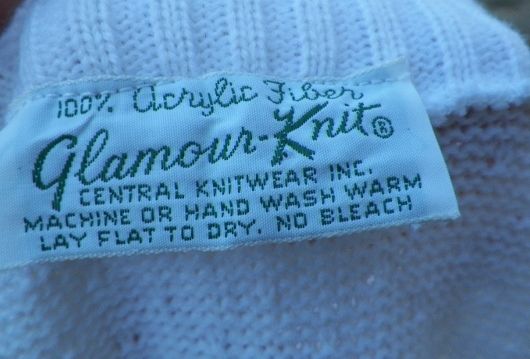 100% Acrylic Fiber
Glamour-Knit®
CENTRAL KNITWEAR INC.
MACHINE OR HAND WASH WARM
LAY FLAT TO DRY. NO BLEACH